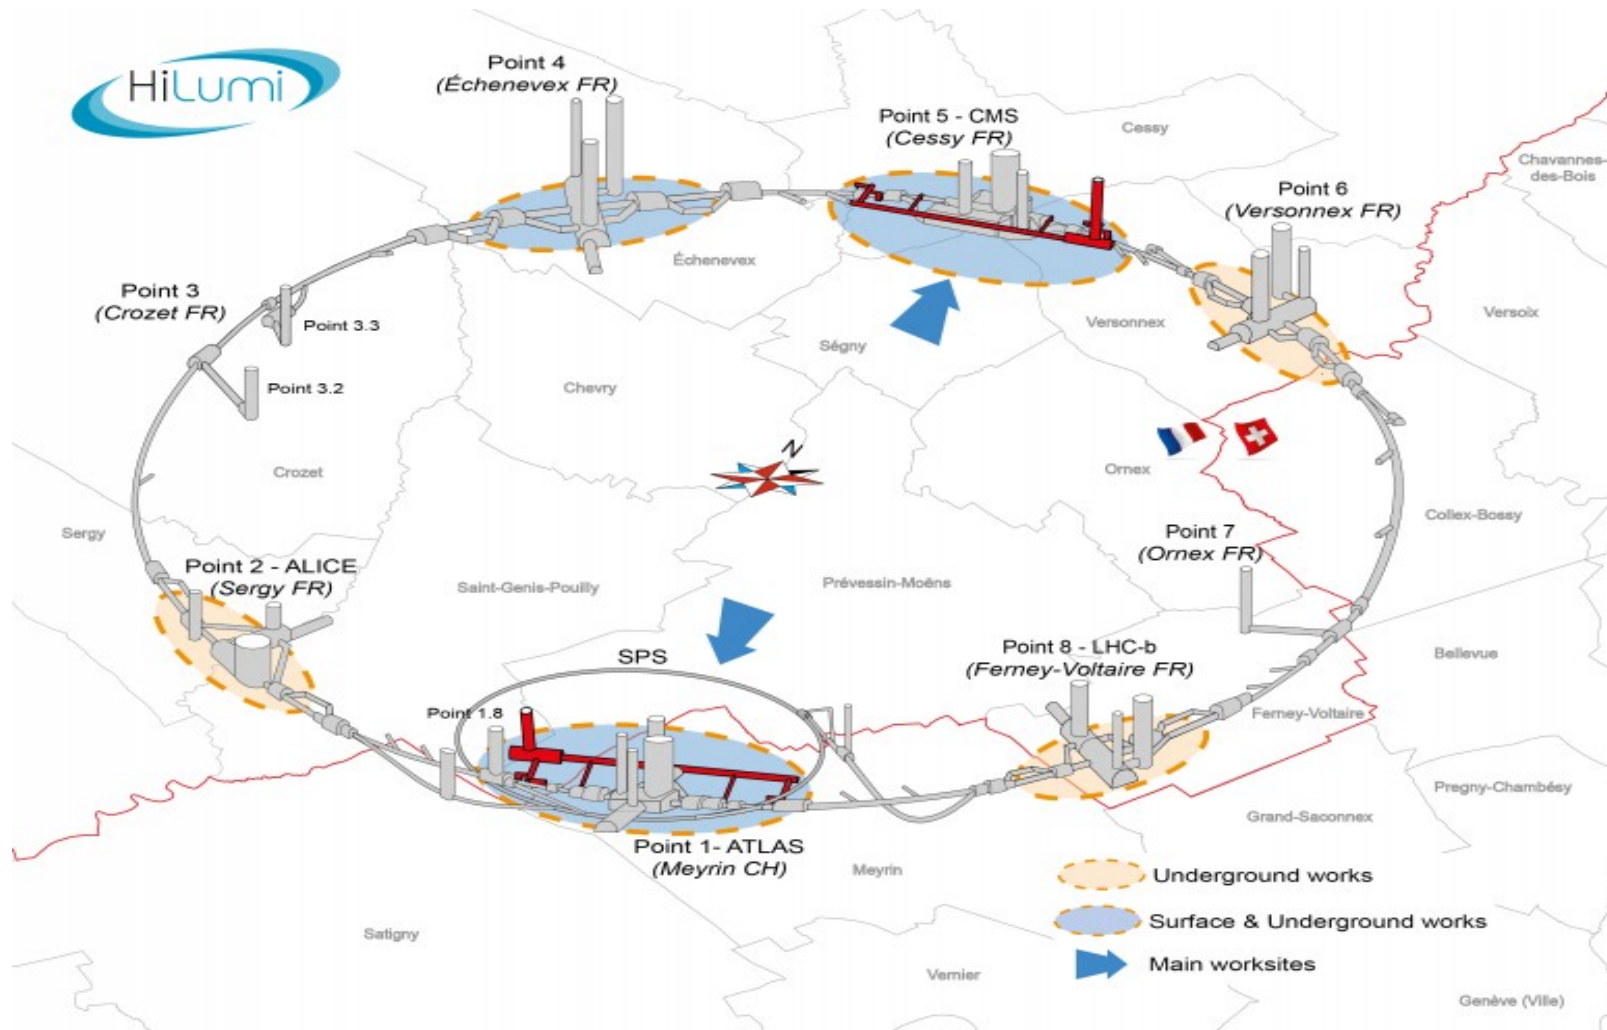 HiLumi
Point 4
(Échenevex FR)
Point 5 - CMS
(Cessy FR)
Cessy
Chavannes-
des-Bois
Point 6
(Versonnex FR)
Échenevex
Point 3
(Crozet FR)
Point 3.3
Versonnex
Versoix
Ségny
Chevry
Point 3.2
N
Crozet
Ornex
Sergy
Collex-Bossy
Point 7
(Ornex FR)
Point 2 - ALICE
(Sergy FR)
Saint-Genis-Pouilly
Prévessin-Moëns
SPS
Point 8 - LHC-b
(Ferney-Voltaire FR)
Bellevue
Point 1.8
Ferney-Voltaire
Pregny-Chambésy
Grand-Saconnex
Point 1- ATLAS
(Meyrin CH)
Meyrin
Underground works
Surface & Underground works
Main worksites
Satigny
Vernier
Genève (Ville)